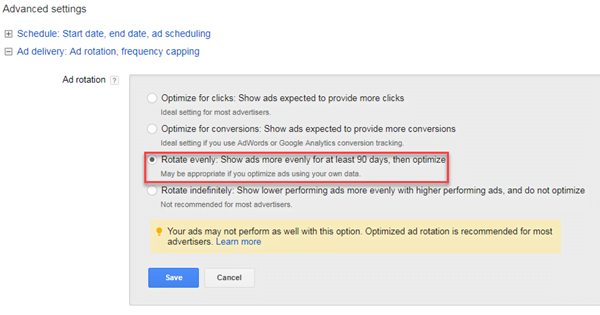 Advanced settings
Schedule: Start date, end date, ad scheduling
Ad delivery: Ad rotation, frequency capping
Ad rotation ?
Optimize for clicks: Show ads expected to provide more clicks
Ideal setting for most advertisers.
Optimize for conversions: Show ads expected to provide more conversions
Ideal setting if you use AdWords or Google Analytics conversion tracking.
Rotate evenly: Show ads more evenly for at least 90 days, then optimize
May be appropriate if you optimize ads using your own data.
Rotate indefinitely: Show lower performing ads more evenly with higher performing ads, and do not optimize
Not recommended for most advertisers.
Your ads may not perform as well with this option. Optimized ad rotation is recommended for most
advertisers. Learn more
Save Cancel